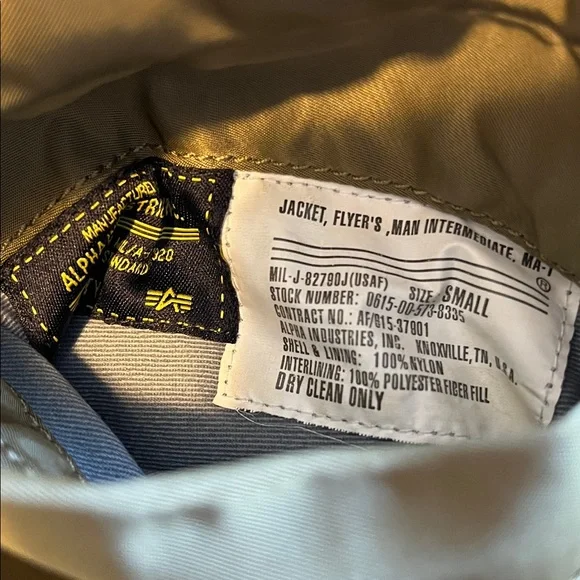 MANUFACTURED
ALPHA
STANDARD
JACKET, FLYER'S ,MAN INTERMEDIATE, MA-1
MIL-J-82790J(USAF) SIZE, SMALL
STOCK NUMBER: 0615-00-573-8335
CONTRACT NO.: AF/615-37901
ALPHA INDUSTRIES, INC. KNOXVILLE,TN, U.S.A.
SHELL & LINING: 100%NYLON
INTERLINING: 100% POLYESTER FIBER FILL
DRY CLEAN ONLY
®